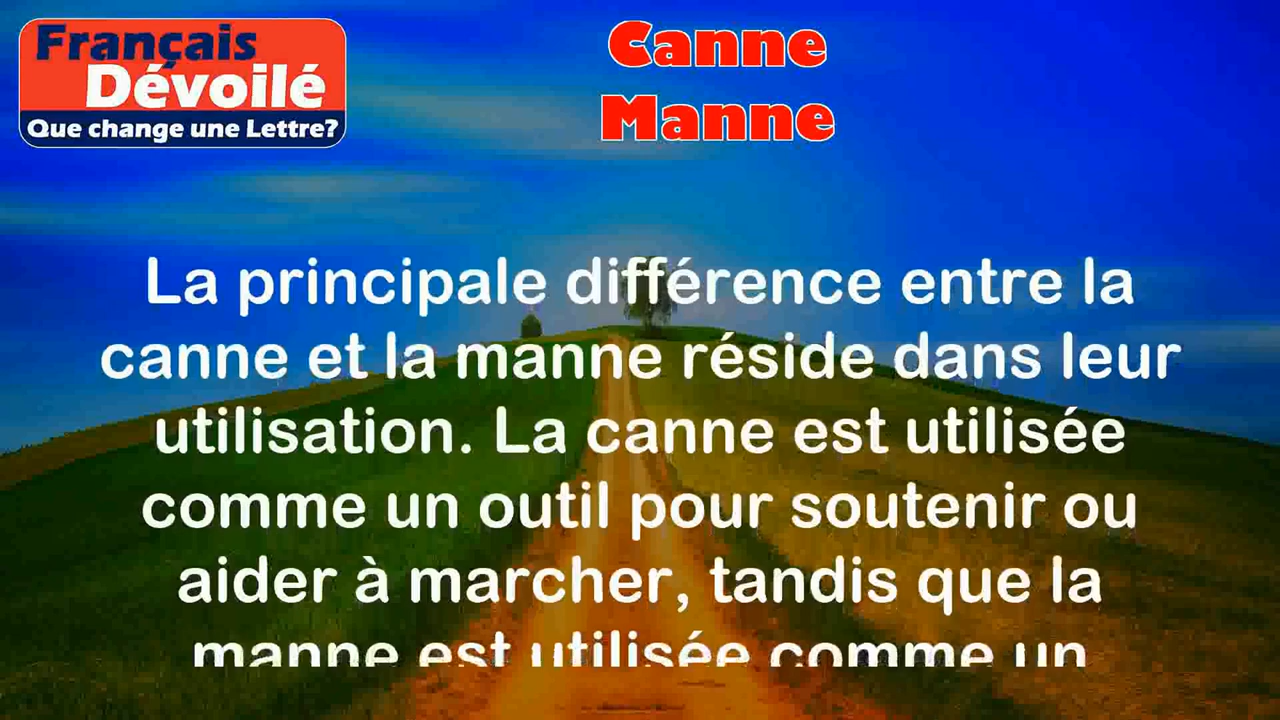 Français
Dévoilé
Que change une Lettre?
Canne
Manne
La principale différence entre la
canne et la manne réside dans leur
utilisation. La canne est utilisée
comme un outil pour soutenir ou
aider à marcher, tandis que la
manne est utilisée comme un